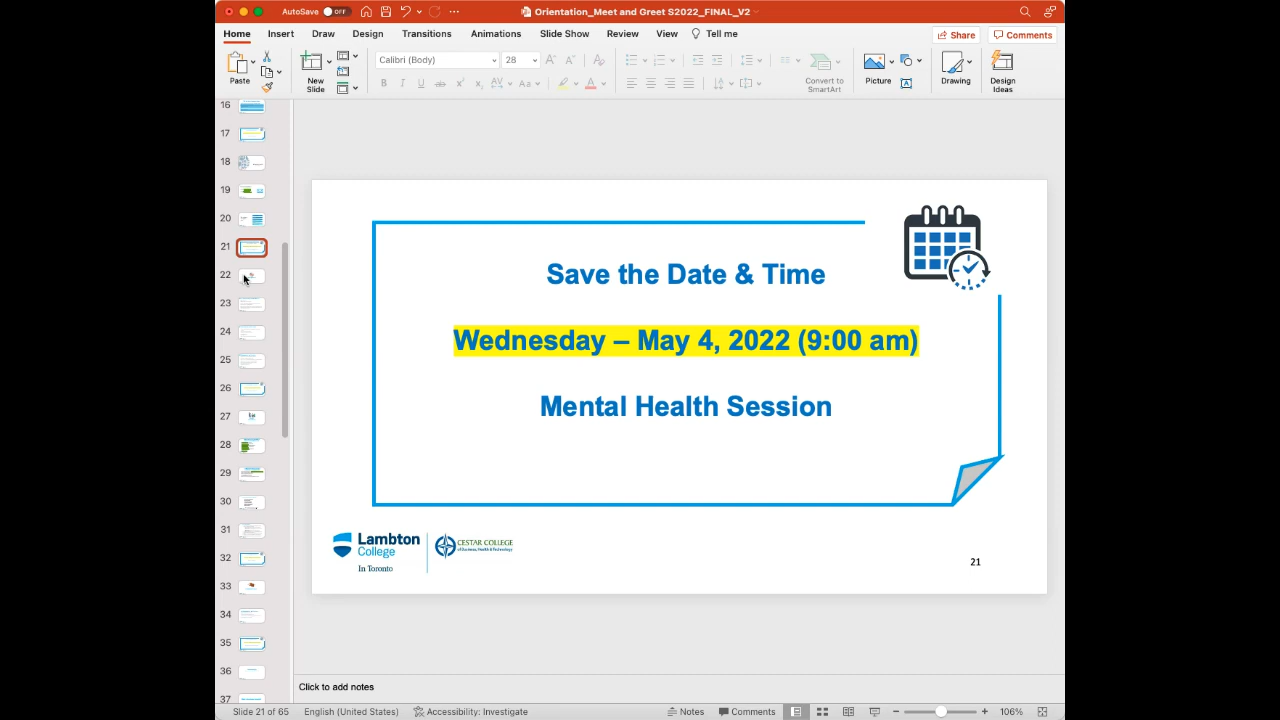 AutoSave OFF
Orientation_Meet and Greet S2022_FINAL_V2
Home Insert Draw Design Transitions Animations Slide Show Review View Tell me
Share Comments
Calibri (Body) 28
Paste
New Slide
Convert to SmartArt
Picture
Drawing
Design Ideas
16
17
18
19
20
21
22
23
24
25
26
27
28
29
30
31
32
33
34
35
36
37
Save the Date & Time
Wednesday – May 4, 2022 (9:00 am)
Mental Health Session
Lambton College
In Toronto
CESTAR COLLEGE
of Business, Health & Technology
21
Click to add notes
Slide 21 of 65 English (United States) Accessibility: Investigate Notes Comments 106%